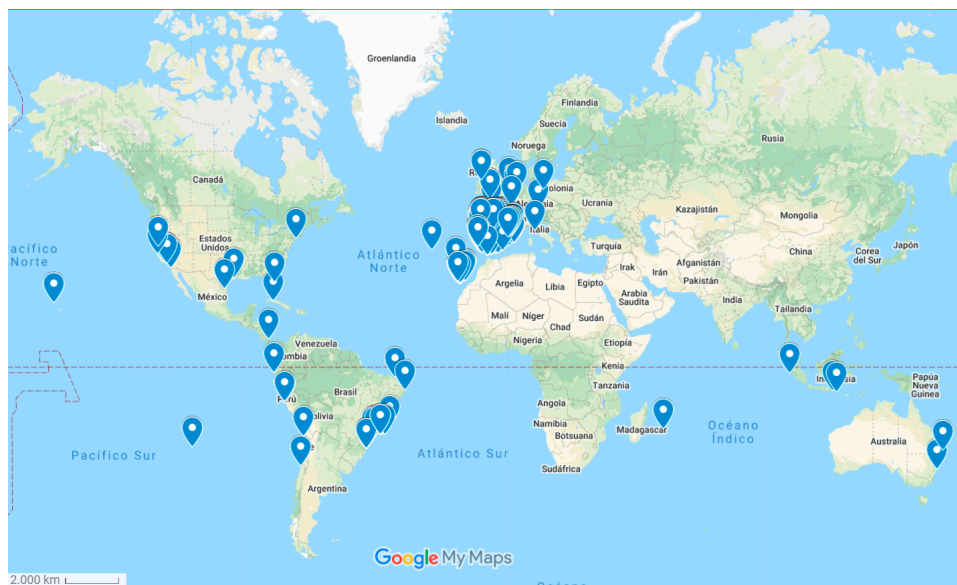 Groenlandia
Islandia
Finlandia
Suecia
Noruega
Rusia
Canadá
olonia
Ucrania
Kazajistán
Mongolia
Italia
Estados
Unidos
acífico
Norte
Atlántico
Norte
Turquía
Afganistán
China
Corea
del Sur
Japón
Irak
Irán
Pakistán
México
Argelia
Libia
Egipto
Arabia
Saudita
India
Tailandia
Malí
Níger
Chad
Sudán
Nigeria
Etiopía
Venezuela
ombia
Kenia
Brasil
Tanzania
Papúa
Nueva
Guinea
Angola
Namibia
Botsuana
Madagascar
Océano
Índico
Australia
Pacífico Sur
Atlántico Sur
Sudáfrica
Argentina
Google My Maps
2.000 km